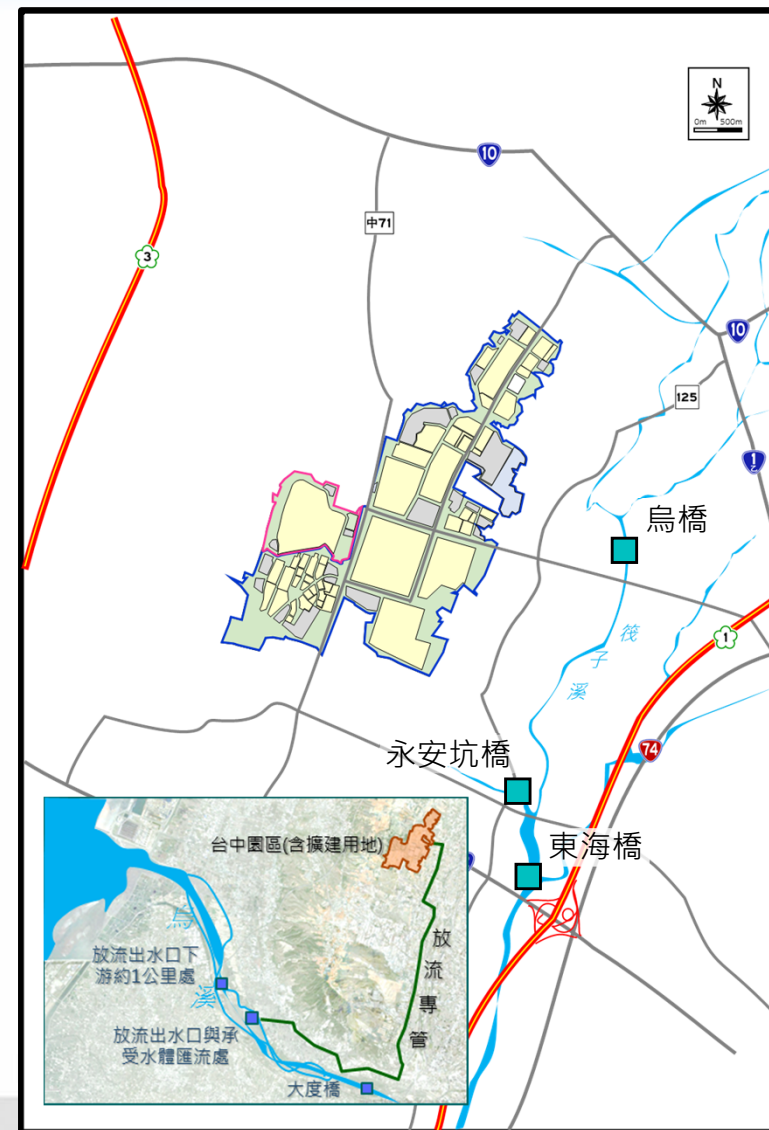 N
0m 500m
10
中71
3
10
125
1
乙
烏橋
筏
子
溪
1
74
永安坑橋
東海橋
台中園區(含擴建用地)
烏
溪
放流出水口下
游約1公里處
放
流
專
管
放流出水口與承
受水體匯流處
大度橋